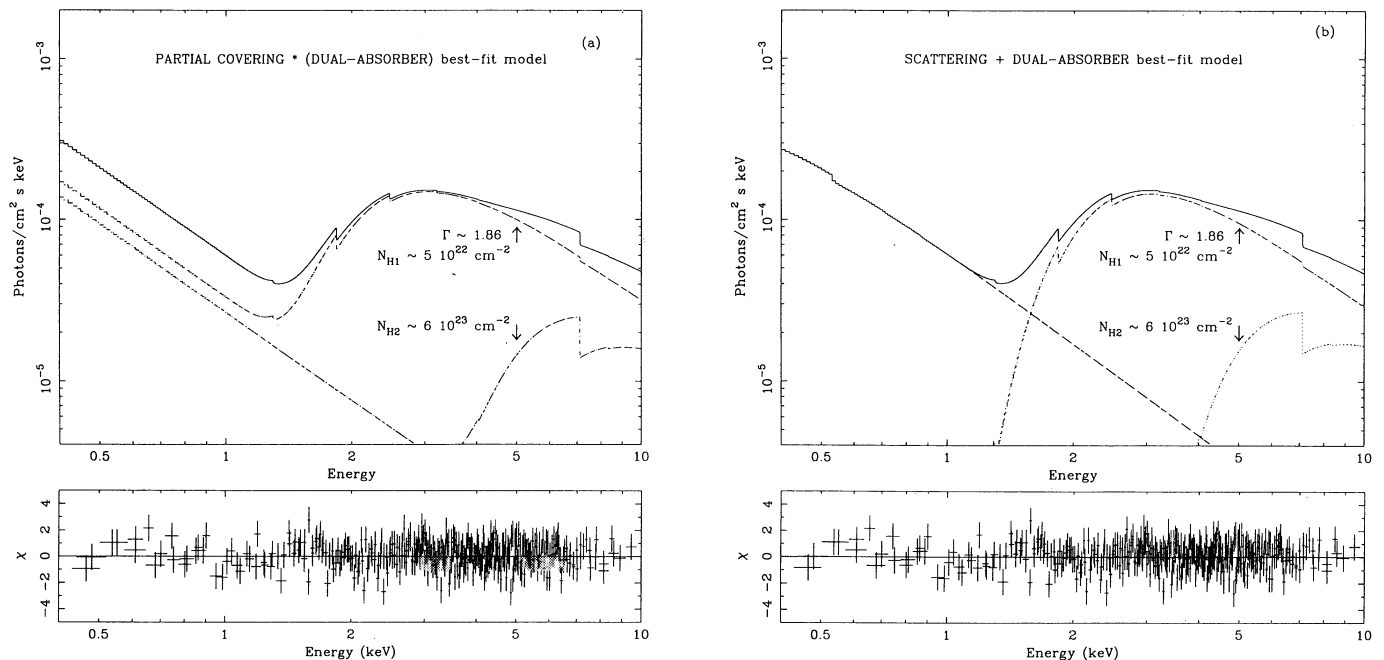 (a)
PARTIAL COVERING * (DUAL-ABSORBER) best-fit model
Photons/cm² s keV
10⁻³
10⁻⁴
10⁻⁵
Γ ~ 1.86
N_H1 ~ 5 10²² cm⁻²
N_H2 ~ 6 10²³ cm⁻²
0.5 1 2 5 10
Energy
χ
4
2
0
−2
−4
0.5 1 2 5 10
Energy (keV)
(b)
SCATTERING + DUAL-ABSORBER best-fit model
Photons/cm² s keV
10⁻³
10⁻⁴
10⁻⁵
Γ ~ 1.86
N_H1 ~ 5 10²² cm⁻²
N_H2 ~ 6 10²³ cm⁻²
0.5 1 2 5 10
Energy
χ
4
2
0
−2
−4
0.5 1 2 5 10
Energy (keV)